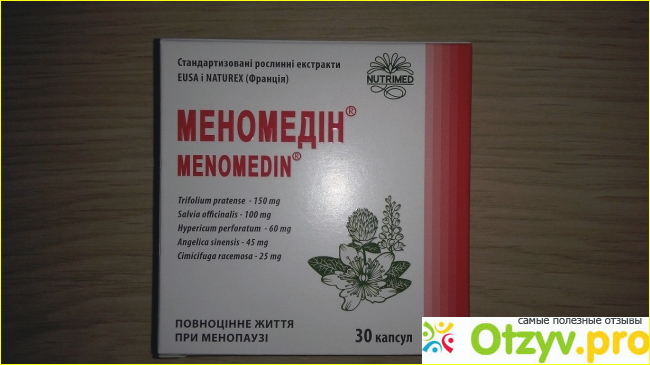 Стандартизовані рослинні екстракти
EUSA і NATUREX (Франція)
NUTRIMED
МЕНОМЕДІН®
MENOMEDIN®
Trifolium pratense - 150 mg
Salvia officinalis - 100 mg
Hypericum perforatum - 60 mg
Angelica sinensis - 45 mg
Cimicifuga racemosa - 25 mg
ПОВНОЦІННЕ ЖИТТЯ
ПРИ МЕНОПАУЗІ
30 капсул
самые полезные отзывы
Otzyv.pro